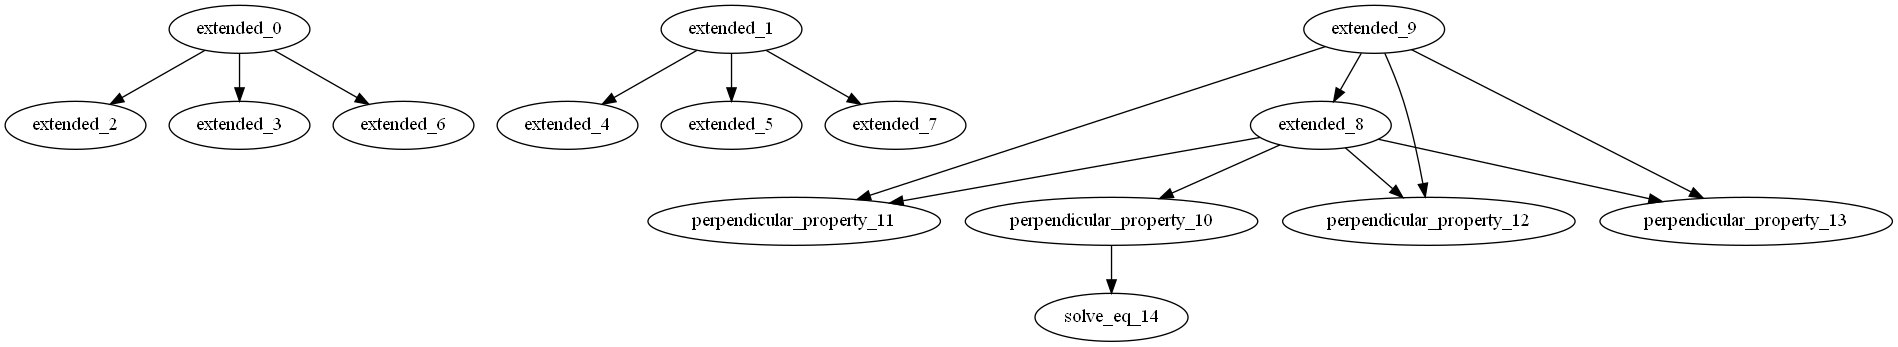 extended_0
extended_1
extended_9
extended_2
extended_3
extended_6
extended_4
extended_5
extended_7
extended_8
perpendicular_property_11
perpendicular_property_10
perpendicular_property_12
perpendicular_property_13
solve_eq_14